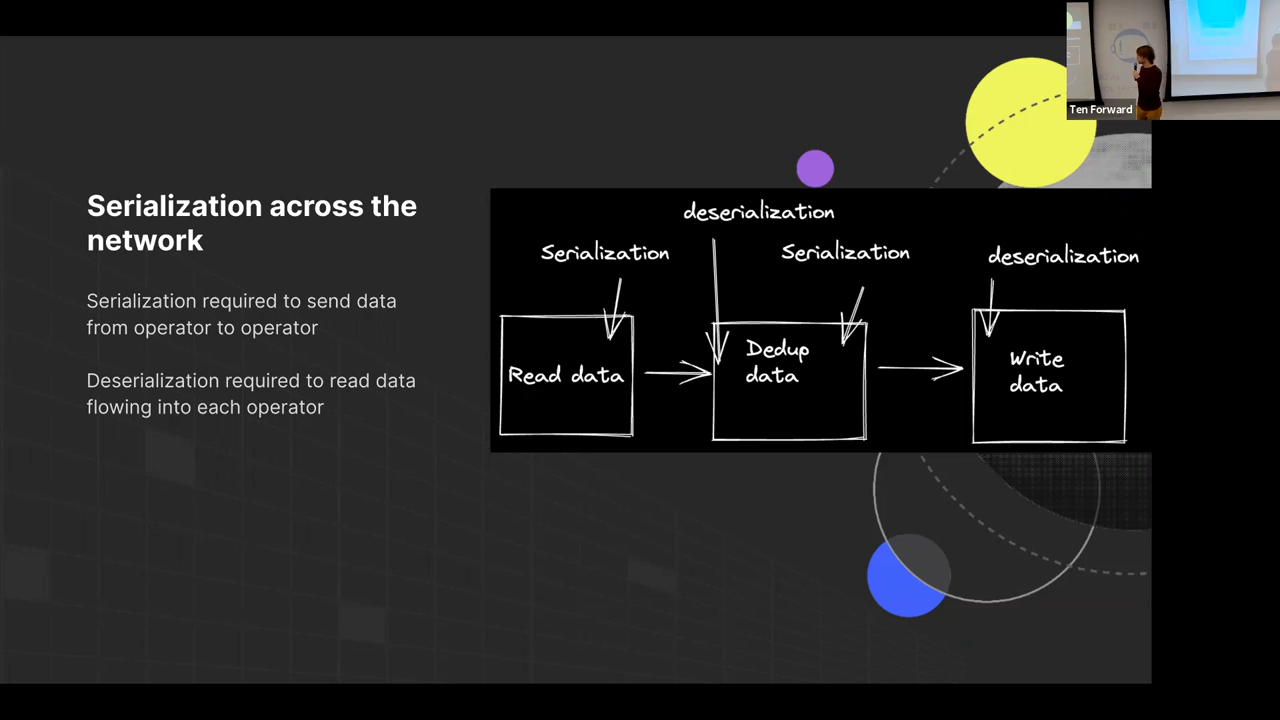 Ten Forward
Serialization across the
network
Serialization required to send data
from operator to operator
Deserialization required to read data
flowing into each operator
deserialization
Serialization
Serialization
deserialization
Read data
Dedup
data
Write
data